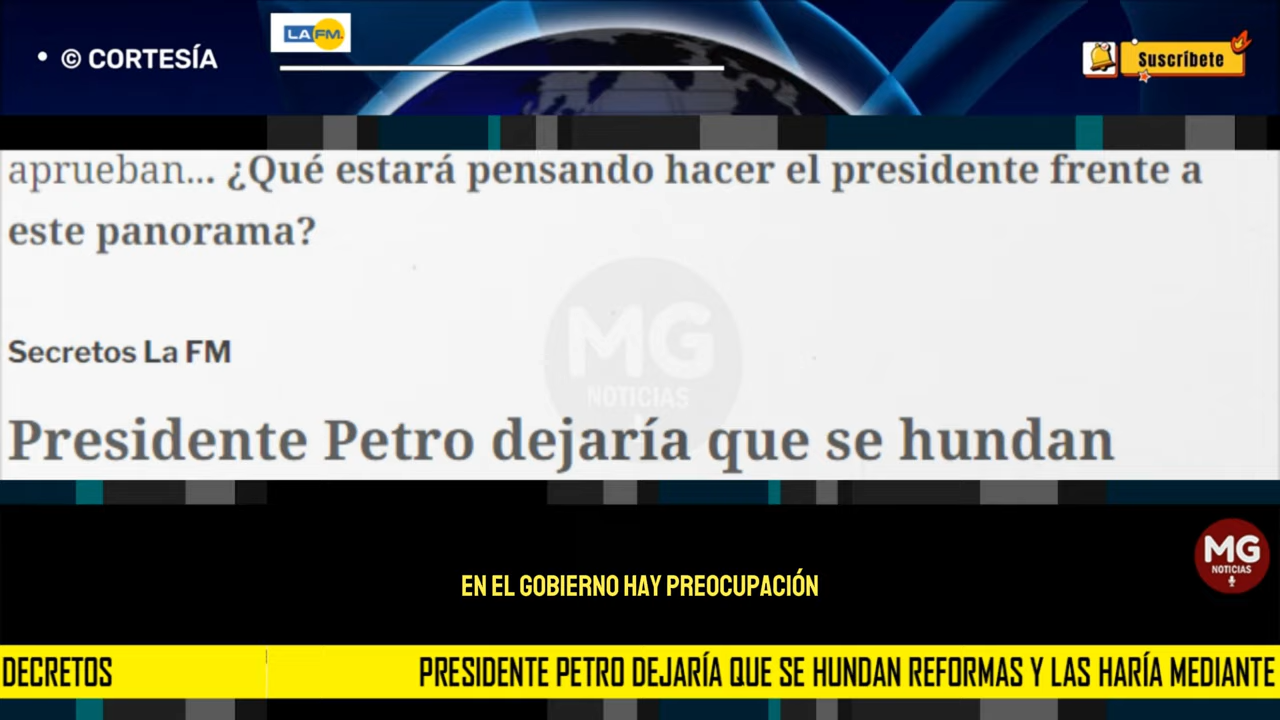 • © CORTESÍA
LA FM.
Suscríbete
aprueban... ¿Qué estará pensando hacer el presidente frente a
este panorama?
MG
NOTICIAS
Secretos La FM
Presidente Petro dejaría que se hundan
MG
NOTICIAS
EN EL GOBIERNO HAY PREOCUPACIÓN
DECRETOS
PRESIDENTE PETRO DEJARÍA QUE SE HUNDAN REFORMAS Y LAS HARÍA MEDIANTE